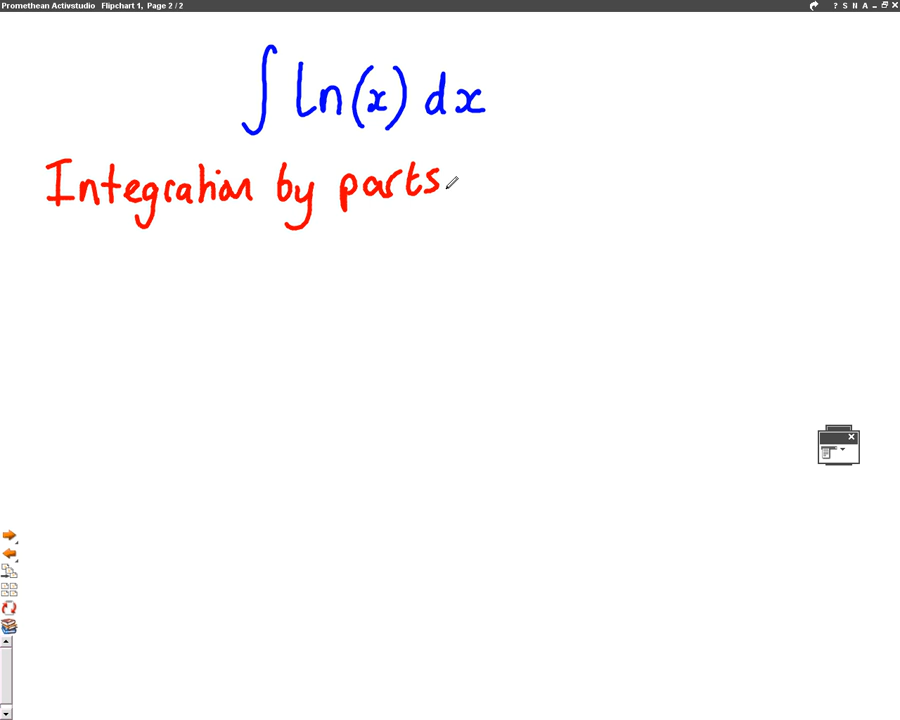 Promethean Activstudio Flipchart 1, Page 2 / 2
? S N A
∫ ln(x) dx
Integration by parts